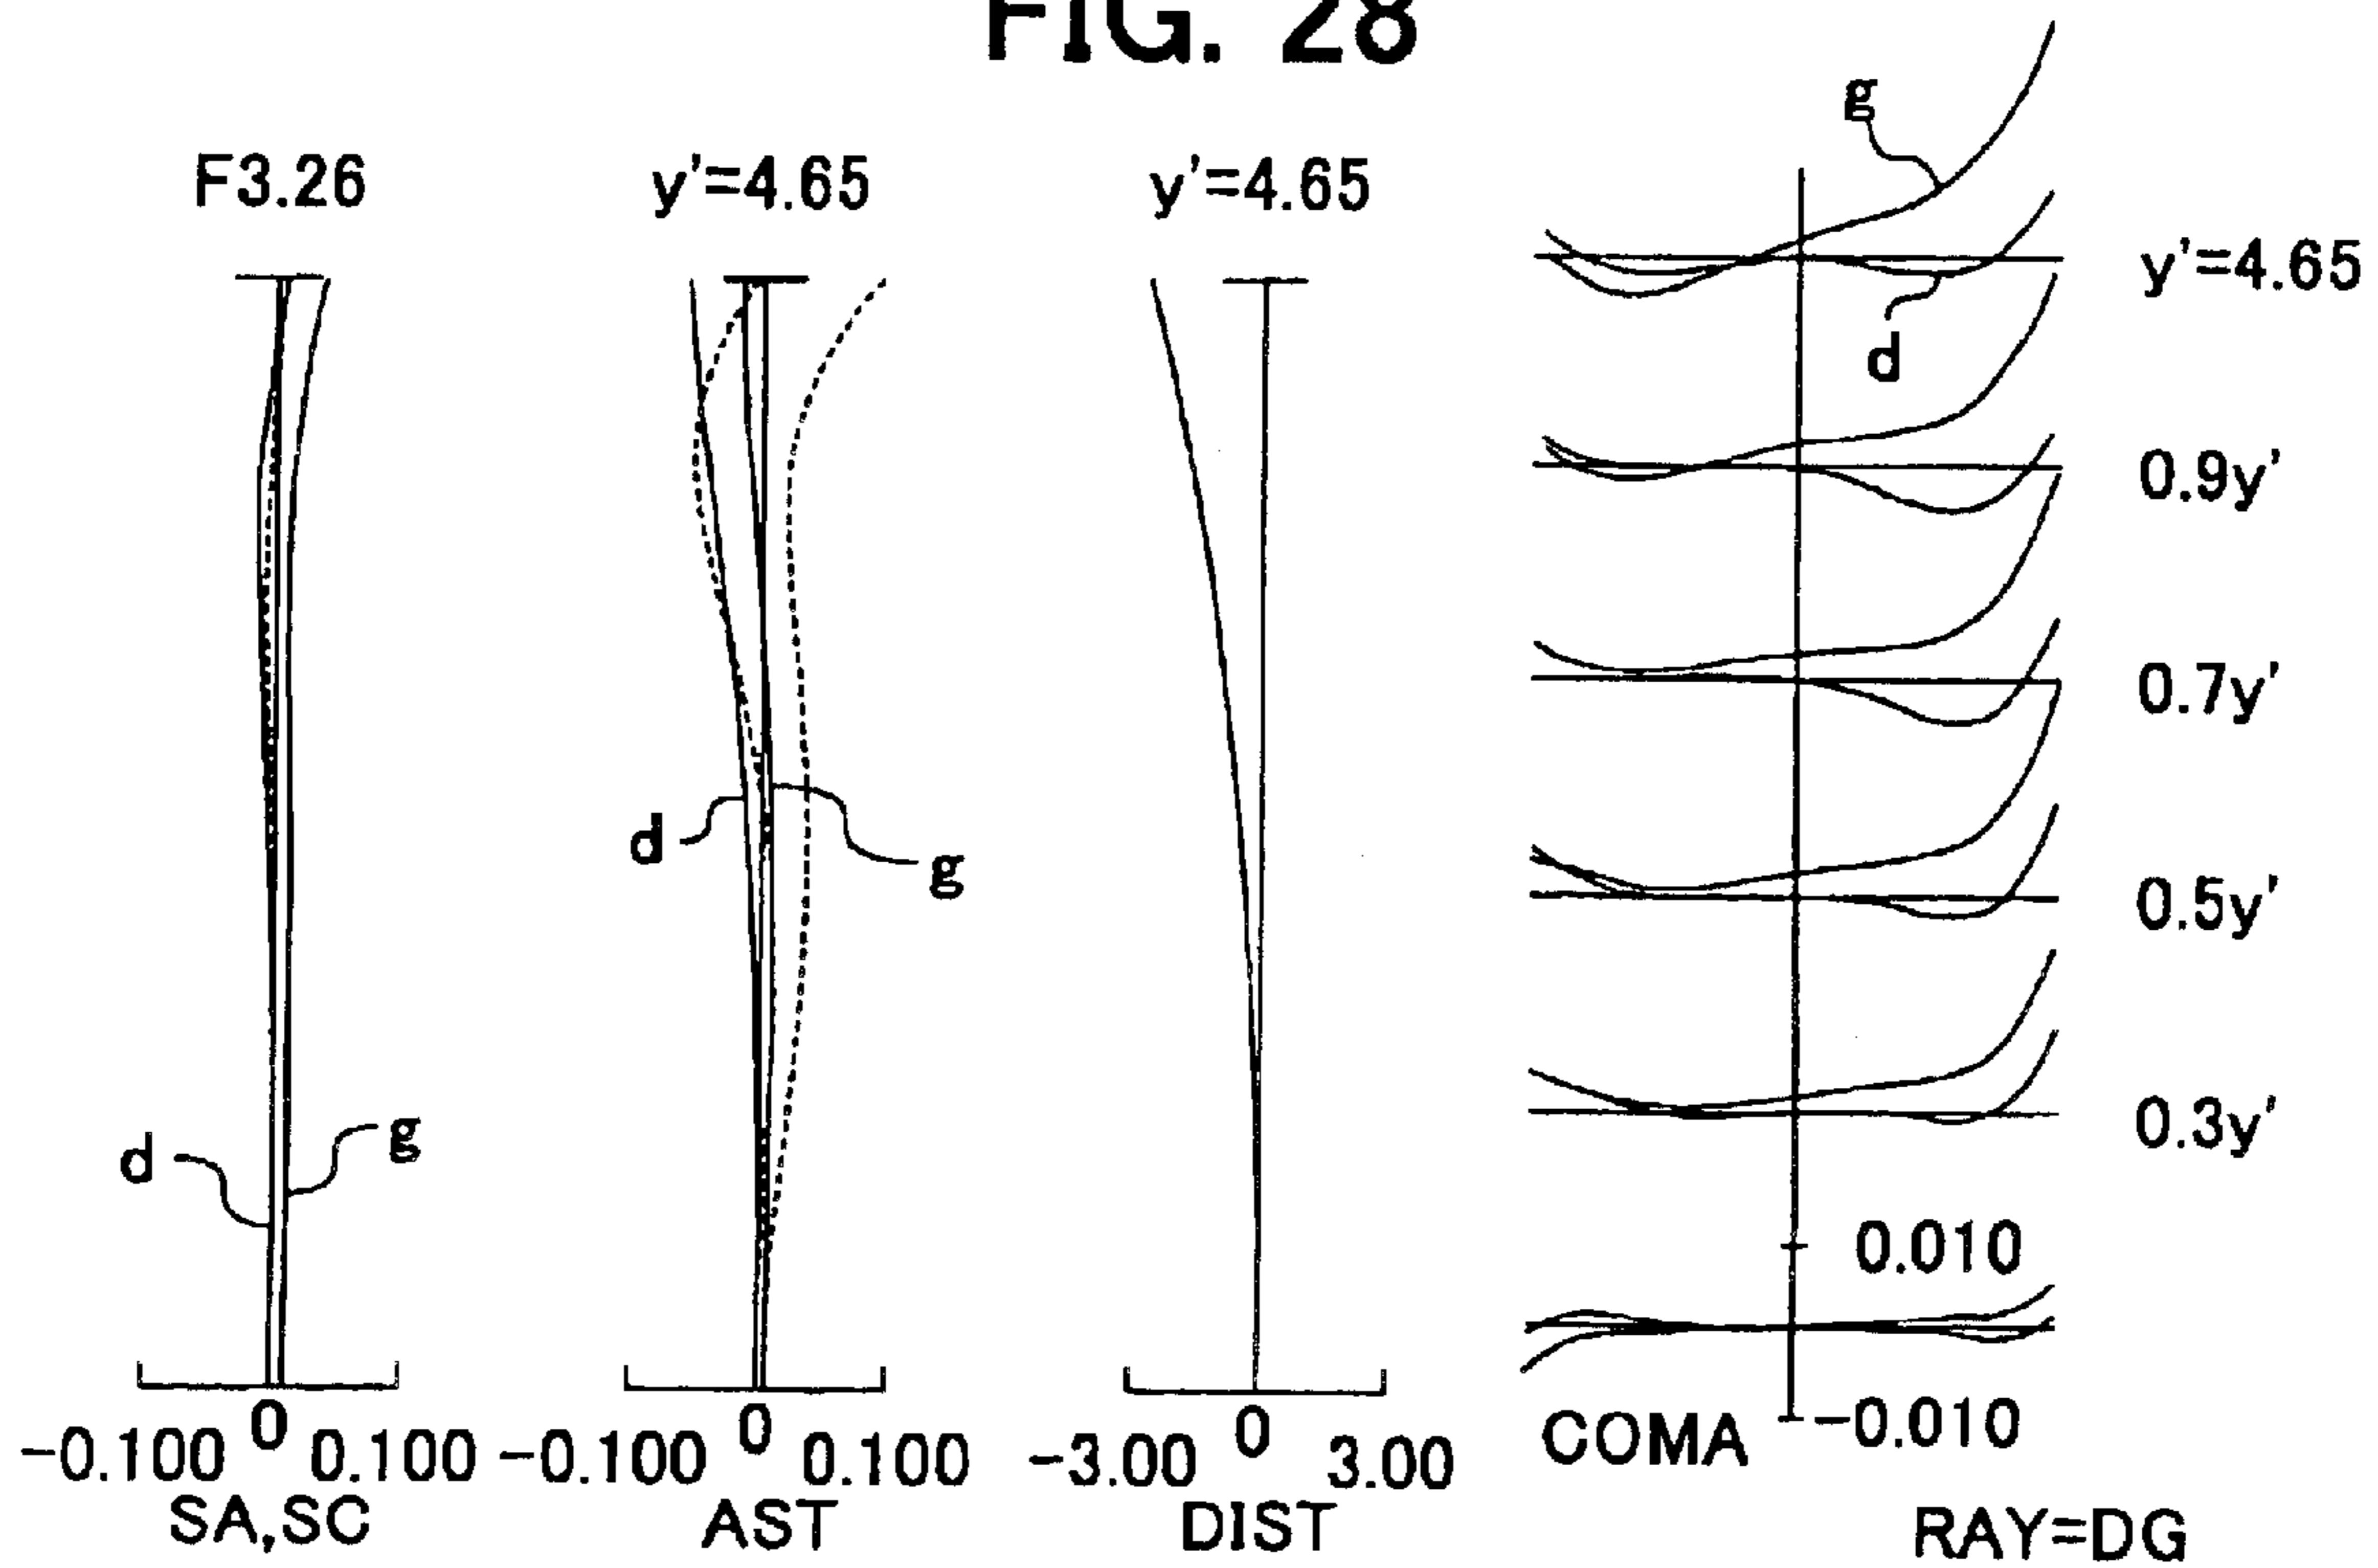 FIG. 28
F3.26
y'=4.65
y'=4.65
g
y'=4.65
d
0.9y'
0.7y'
d
g
0.5y'
0.3y'
d
g
0.010
-0.010
COMA
-0.100 0 0.100
-0.100 0 0.100
-3.00 0 3.00
SA,SC
AST
DIST
RAY=DG